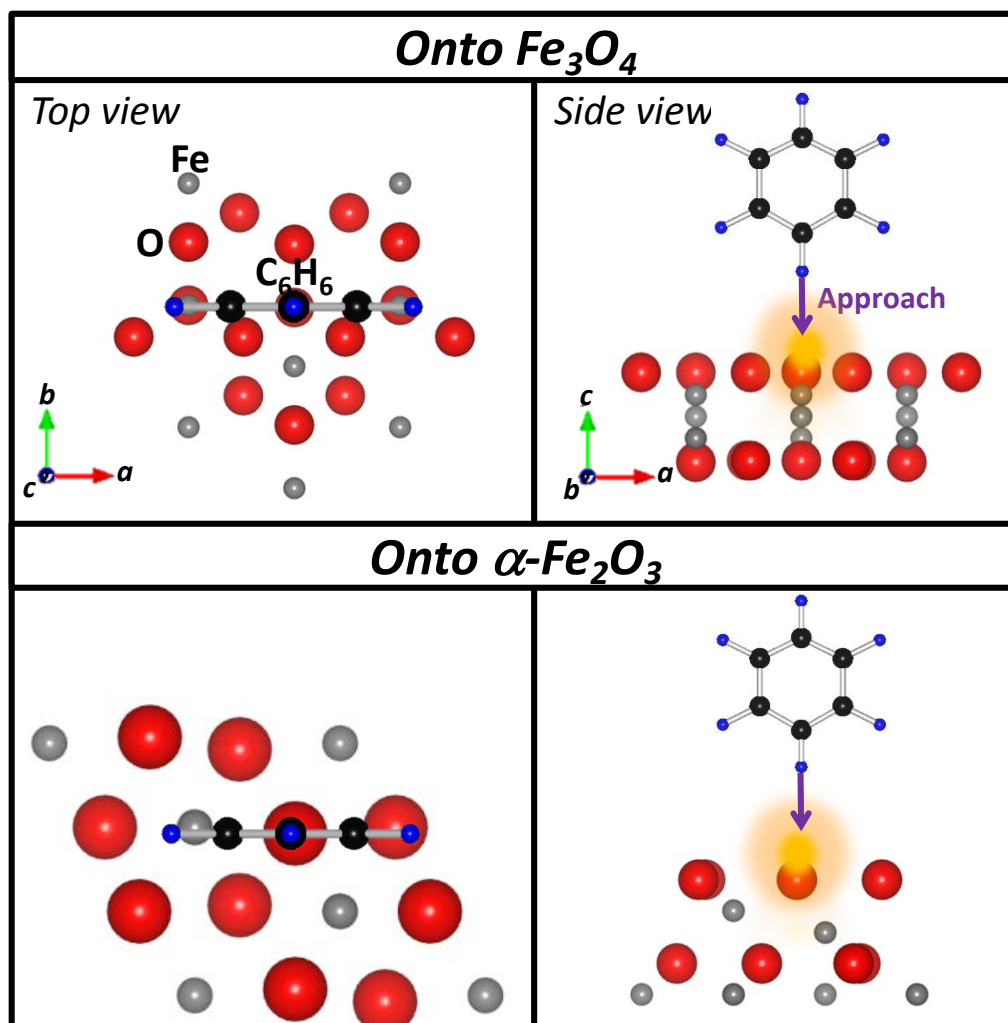 Onto Fe₃O₄
Top view
Side view
Fe
O
C₆H₆
Approach
b
a
c
c
a
b
Onto α-Fe₂O₃